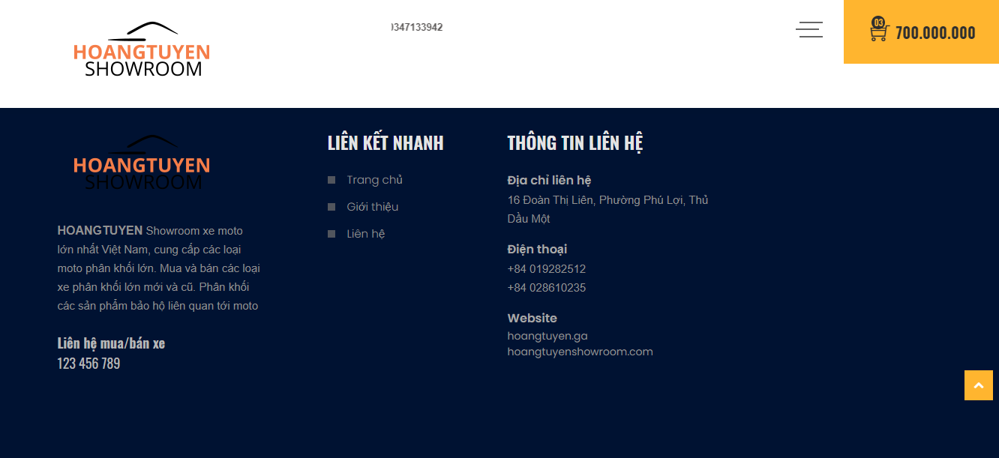 HOANGTUYEN
SHOWROOM
0347133942
03
700.000.000
HOANGTUYEN
SHOWROOM
HOANGTUYEN Showroom xe moto
lớn nhất Việt Nam, cung cấp các loại
moto phân khối lớn. Mua và bán các loại
xe phân khối lớn mới và cũ. Phân khối
các sản phẩm bảo hộ liên quan tới moto
Liên hệ mua/bán xe
123 456 789
LIÊN KẾT NHANH
Trang chủ
Giới thiệu
Liên hệ
THÔNG TIN LIÊN HỆ
Địa chỉ liên hệ
16 Đoàn Thị Liên, Phường Phú Lợi, Thủ
Dầu Một
Điện thoại
+84 019282512
+84 028610235
Website
hoangtuyen.ga
hoangtuyenshowroom.com